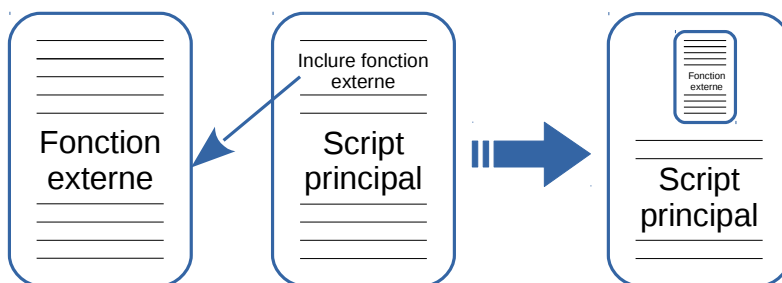 Fonction
externe
Inclure fonction
externe
Script
principal
Fonction
externe
Script
principal